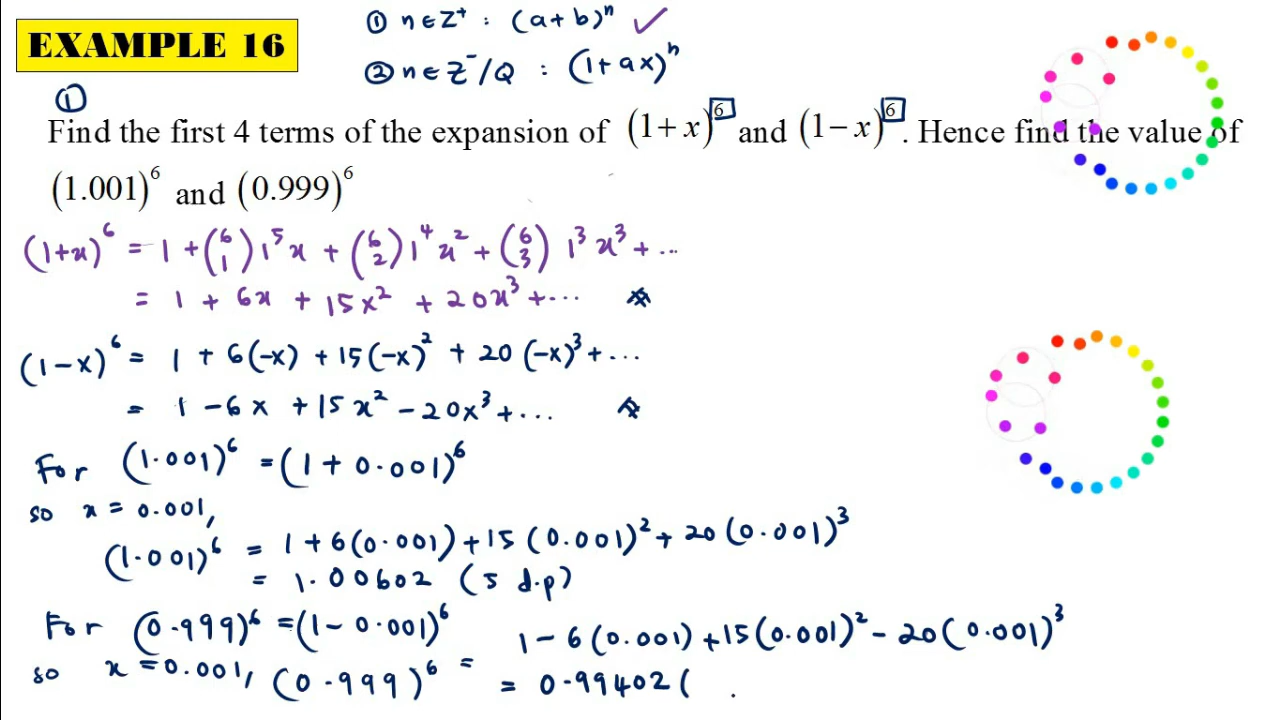 ① n ∈ Z⁺ : (a + b)ⁿ ✓
EXAMPLE 16
② n ∈ Z⁻/Q : (1 + ax)ⁿ
①
Find the first 4 terms of the expansion of (1 + x)⁶ and (1 − x)⁶. Hence find the value of
(1.001)⁶ and (0.999)⁶
(1+x)⁶ = 1 + (6 1) 1⁵ x + (6 2) 1⁴ x² + (6 3) 1³ x³ + ...
= 1 + 6x + 15x² + 20x³ + ...
(1 − x)⁶ = 1 + 6(-x) + 15(-x)² + 20(-x)³ + ...
= 1 − 6x + 15x² − 20x³ + ...
For (1.001)⁶ = (1 + 0.001)⁶
so x = 0.001,
(1.001)⁶ = 1 + 6(0.001) + 15(0.001)² + 20(0.001)³
= 1.00602 (5 d.p)
For (0.999)⁶ = (1 − 0.001)⁶
so x = 0.001, (0.999)⁶ = 1 − 6(0.001) + 15(0.001)² − 20(0.001)³
= 0.99402 (